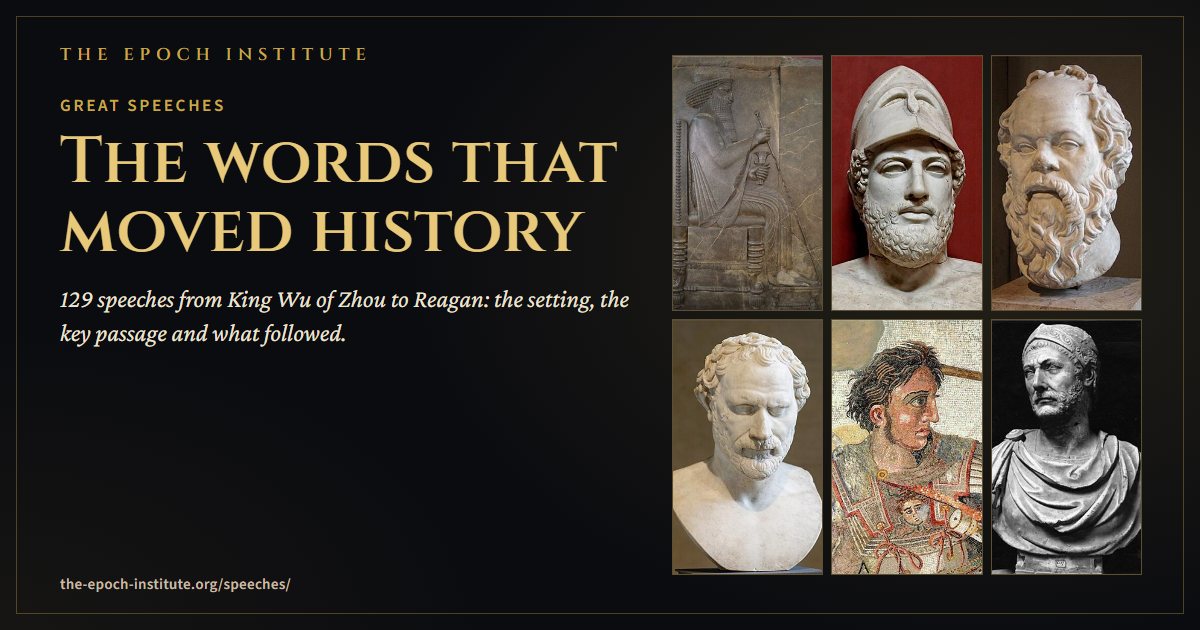 THE EPOCH INSTITUTE
GREAT SPEECHES
THE WORDS THAT
MOVED HISTORY
129 speeches from King Wu of Zhou to Reagan: the setting, the
key passage and what followed.
the-epoch-institute.org/speeches/